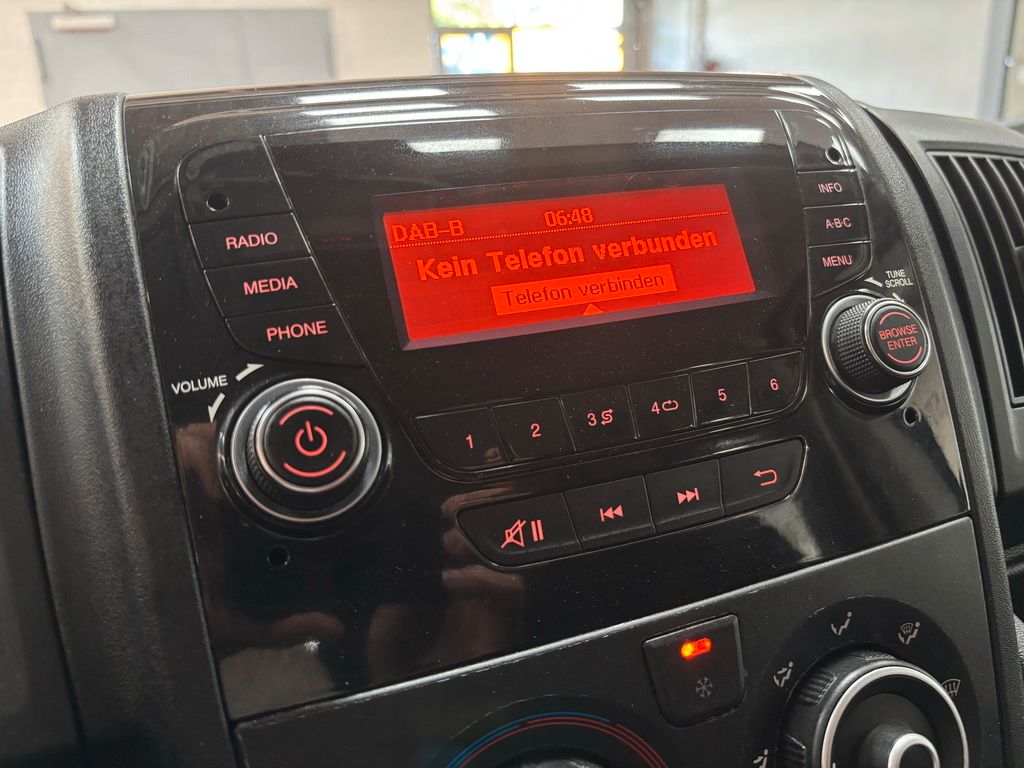 DAB-B 06:48
Kein Telefon verbunden
Telefon verbinden
RADIO
MEDIA
PHONE
VOLUME
INFO
A·B·C
MENU
TUNE
SCROLL
BROWSE
ENTER
1 2 3 4 5 6